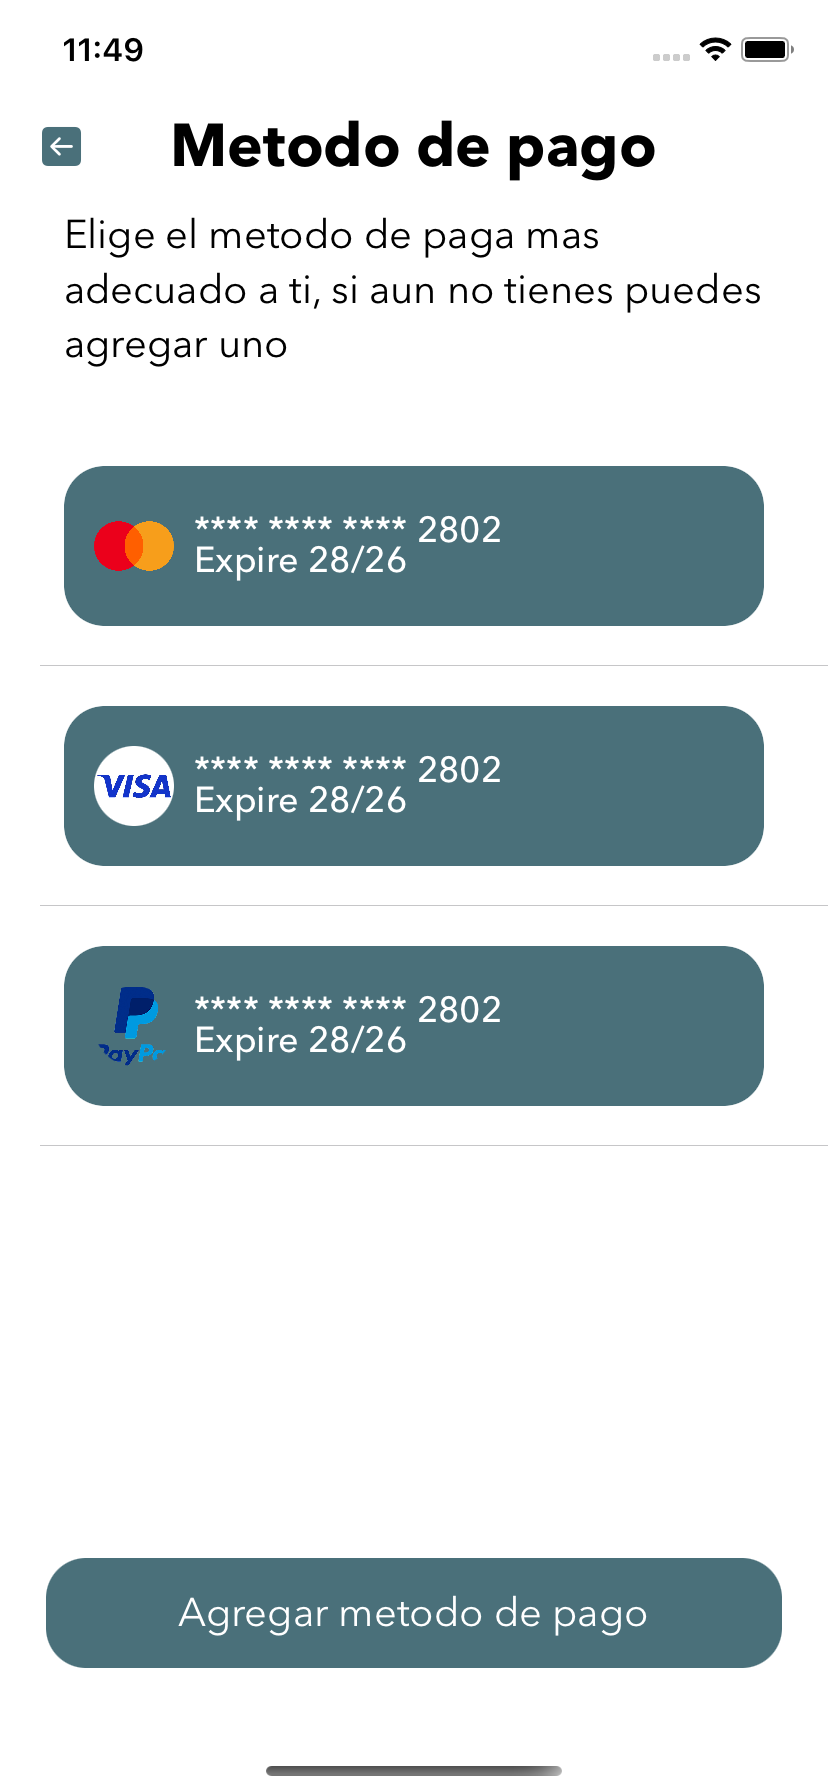 11:49
Metodo de pago
Elige el metodo de paga mas
adecuado a ti, si aun no tienes puedes
agregar uno
**** **** **** 2802
Expire 28/26
VISA
**** **** **** 2802
Expire 28/26
**** **** **** 2802
Expire 28/26
Agregar metodo de pago